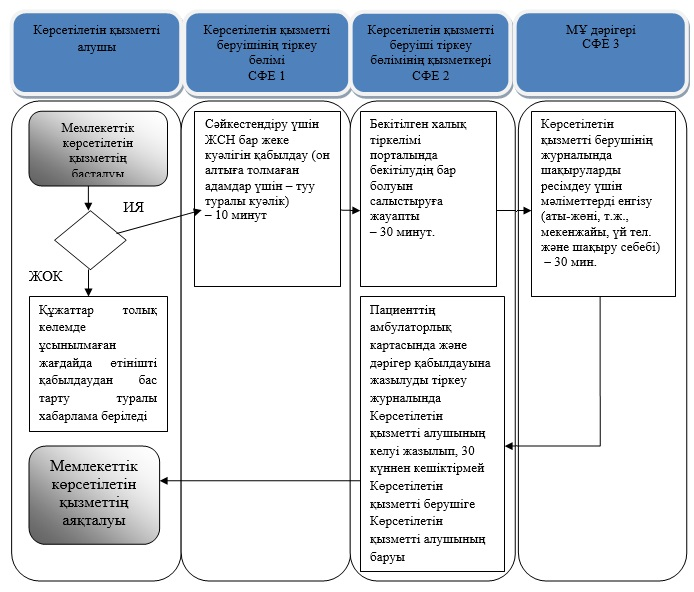 Көрсетілетін қызметті
алушы
Көрсетілетін қызметті
беруішінің тіркеу
бөлімі
СФЕ 1
Көрсетілетін қызметті
беруіші тіркеу
бөлімінің қызметкері
СФЕ 2
МҰ дәрігері
СФЕ 3
Мемлекеттік
көрсетілетін
қызметтің
басталуы
ИЯ
ЖОК
Құжаттар толық
көлемде
ұсынылмаған
жағдайда өтінішті
қабылдаудан бас
тарту туралы
хабарлама беріледі
Мемлекеттік
көрсетілетін
қызметтің
аяқталуы
Сәйкестендіру үшін
ЖСН бар жеке
куәлігін қабылдау (он
алтыға толмаған
адамдар үшін – туу
туралы куәлік)
– 10 минут
Бекітілген халық
тіркелімі
порталында
бекітілудің бар
болуын
салыстыруға
жауапты
– 30 минут.
Көрсетілетін
қызметті берушінің
журналында
шақыруларды
ресімдеу үшін
мәліметтерді енгізу
(аты-жөні, т.ж.,
мекенжайы, үй тел.
және шақыру себебі)
– 30 мин.
Пациенттің
амбулаторлық
картасында және
дәрігер қабылдауына
жазылуды тіркеу
журналында
Көрсетілетін
қызметті алушының
келуі жазылып, 30
күннен кешіктірмей
Көрсетілетін
қызметті берушіге
Көрсетілетін
қызметті алушының
баруы